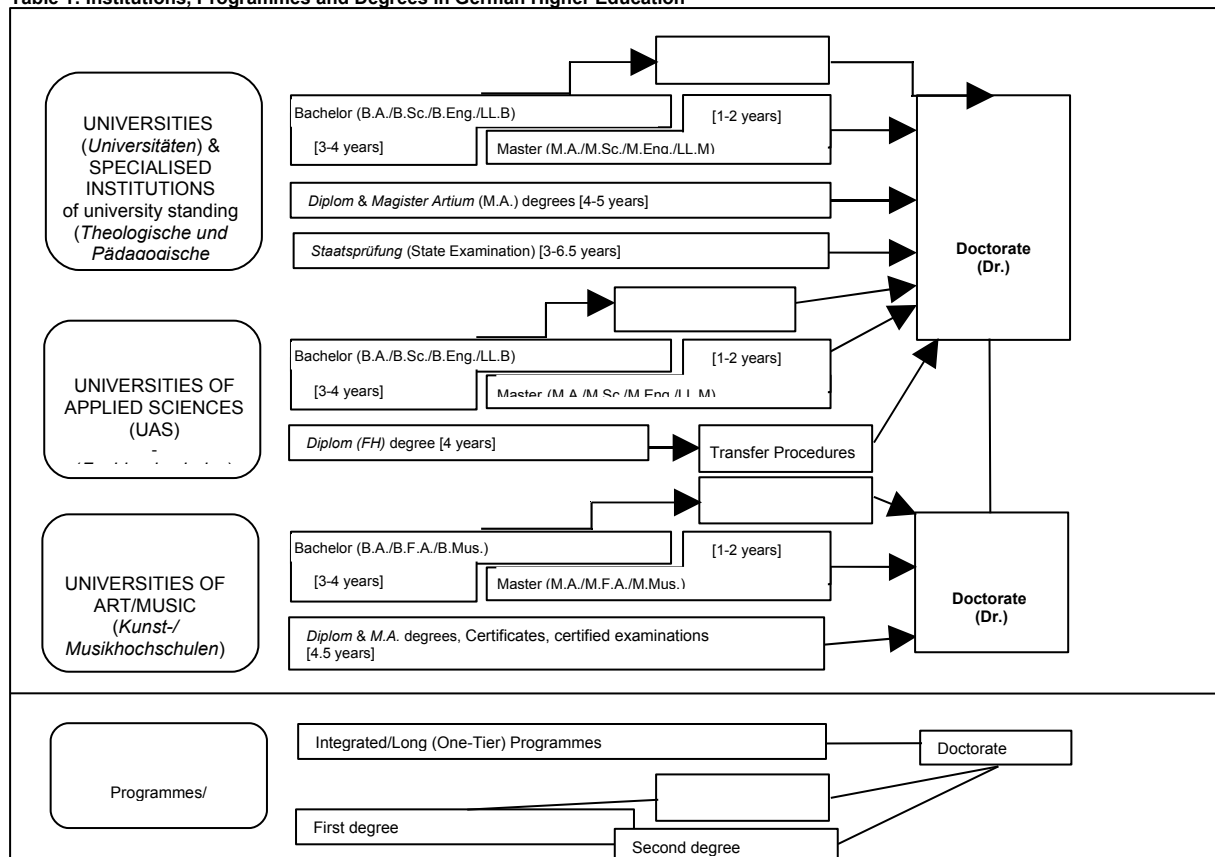 Table 1: Institutions, Programmes and Degrees in German Higher Education
UNIVERSITIES
(Universitäten) &
SPECIALISED
INSTITUTIONS
of university standing
(Theologische und
Pädagogische
Bachelor (B.A./B.Sc./B.Eng./LL.B)
[3-4 years]
[1-2 years]
Master (M.A./M.Sc./M.Eng./LL.M)
Diplom & Magister Artium (M.A.) degrees [4-5 years]
Staatsprüfung (State Examination) [3-6.5 years]
Doctorate
(Dr.)
UNIVERSITIES OF
APPLIED SCIENCES
(UAS)
-
Bachelor (B.A./B.Sc./B.Eng./LL.B)
[3-4 years]
[1-2 years]
Master (M.A./M.Sc./M.Eng./LL.M)
Diplom (FH) degree [4 years]
Transfer Procedures
UNIVERSITIES OF
ART/MUSIC
(Kunst-/
Musikhochschulen)
Bachelor (B.A./B.F.A./B.Mus.)
[3-4 years]
[1-2 years]
Master (M.A./M.F.A./M.Mus.)
Diplom & M.A. degrees, Certificates, certified examinations
[4.5 years]
Doctorate
(Dr.)
Programmes/
Integrated/Long (One-Tier) Programmes
Doctorate
First degree
Second degree